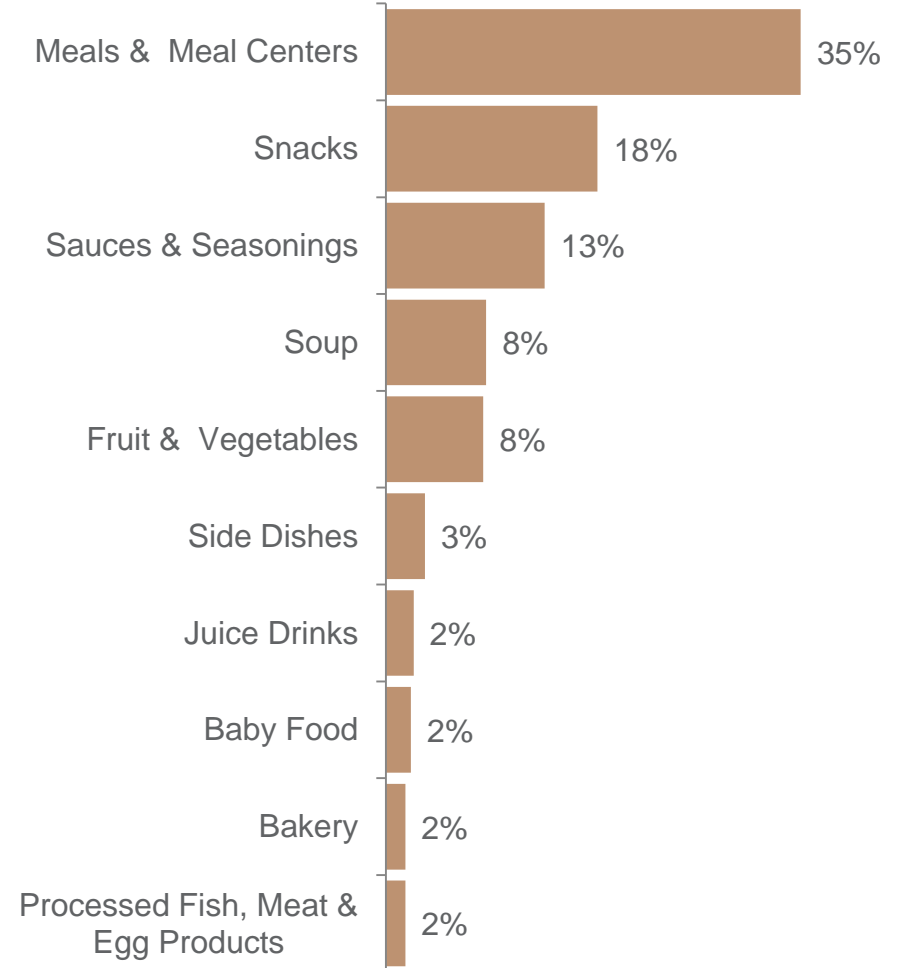 Meals &  Meal Centers 35%
Snacks 18%
Sauces & Seasonings 13%
Soup 8%
Fruit &  Vegetables 8%
Side Dishes 3%
Juice Drinks 2%
Baby Food 2%
Bakery 2%
Processed Fish, Meat &
Egg Products 2%